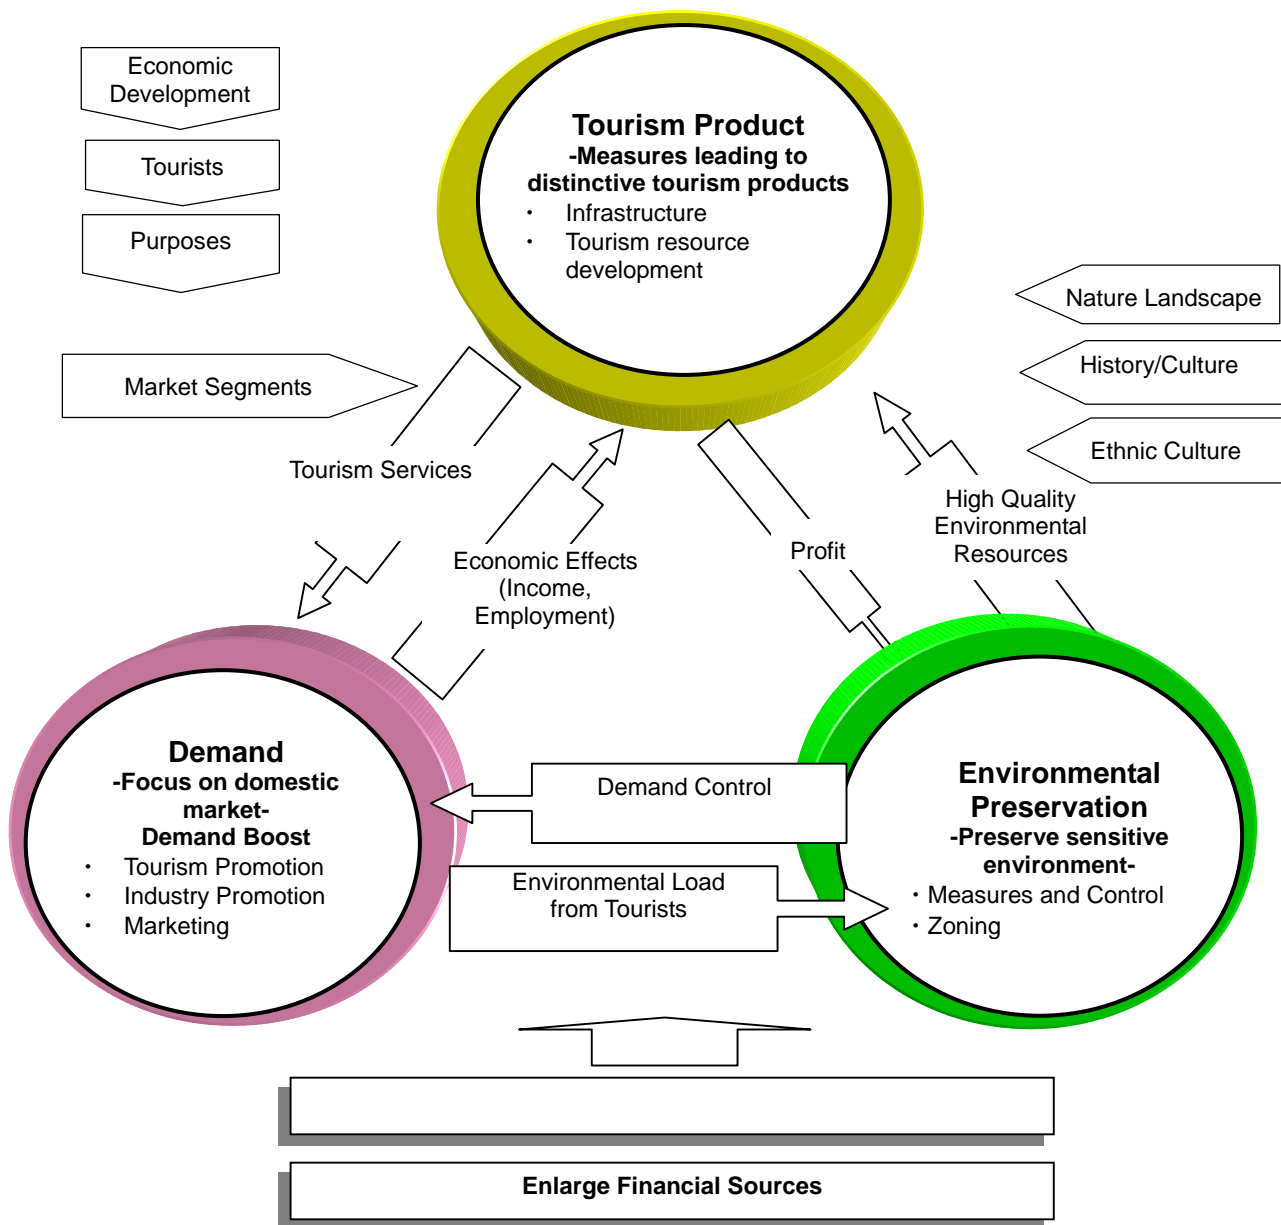 Economic
Development
Tourists
Purposes
Market Segments
Tourism Product
-Measures leading to
distinctive tourism products
・ Infrastructure
・ Tourism resource
development
Nature Landscape
History/Culture
Ethnic Culture
Tourism Services
Economic Effects
(Income,
Employment)
Profit
High Quality
Environmental
Resources
Demand
-Focus on domestic
market-
Demand Boost
・ Tourism Promotion
・ Industry Promotion
・ Marketing
Demand Control
Environmental Load
from Tourists
Environmental
Preservation
-Preserve sensitive
environment-
・Measures and Control
・Zoning
Enlarge Financial Sources